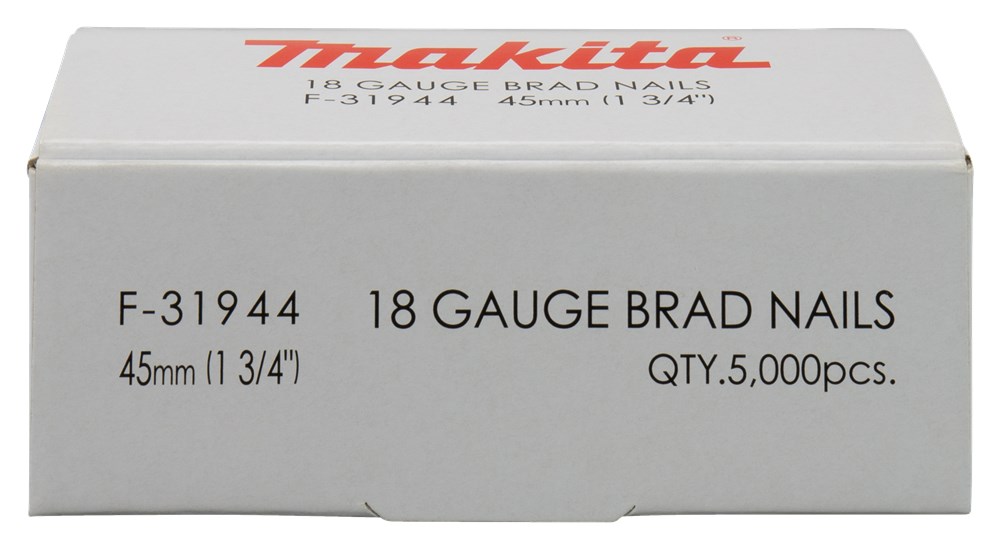 makita®
18 GAUGE BRAD NAILS
F-31944 45mm (1 3/4")
F-31944 18 GAUGE BRAD NAILS
45mm (1 3/4") QTY.5,000pcs.